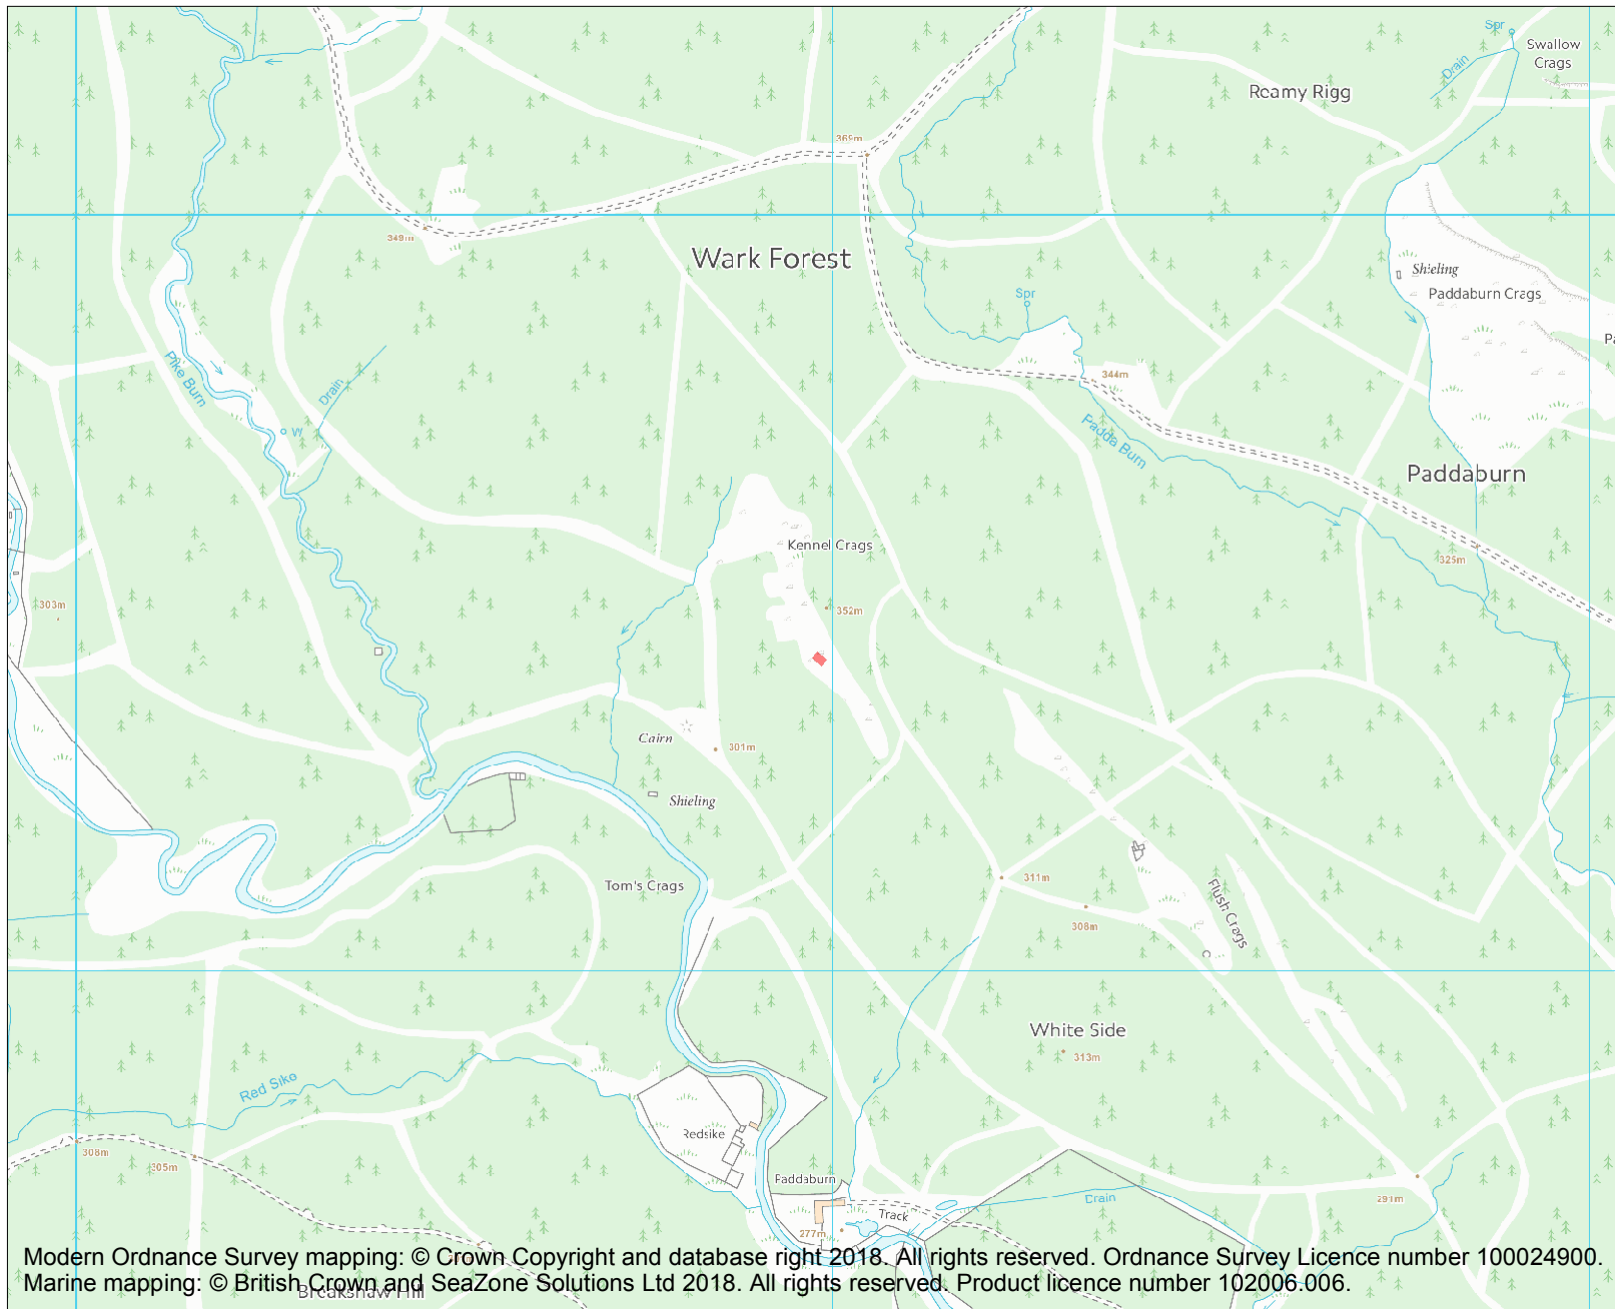 Spr
Swallow
Crags
Drain
Reamy Rigg
365m
349m
Wark Forest
Shieling
Paddaburn Crags
Spr
Pa
Pike Burn
Drain
344m
W
Padda Burn
Paddaburn
Kennel Crags
325m
303m
352m
Cairn
301m
Shieling
311m
Tom's Crags
Flush Crags
308m
White Side
313m
Red Sike
Redsike
308m
305m
Paddaburn
Drain
291m
Track
277m
Modern Ordnance Survey mapping: © Crown Copyright and database right 2018. All rights reserved. Ordnance Survey Licence number 100024900.
Marine mapping: © British Crown and SeaZone Solutions Ltd 2018. All rights reserved. Product licence number 102006.006.
Breakshaw Hill